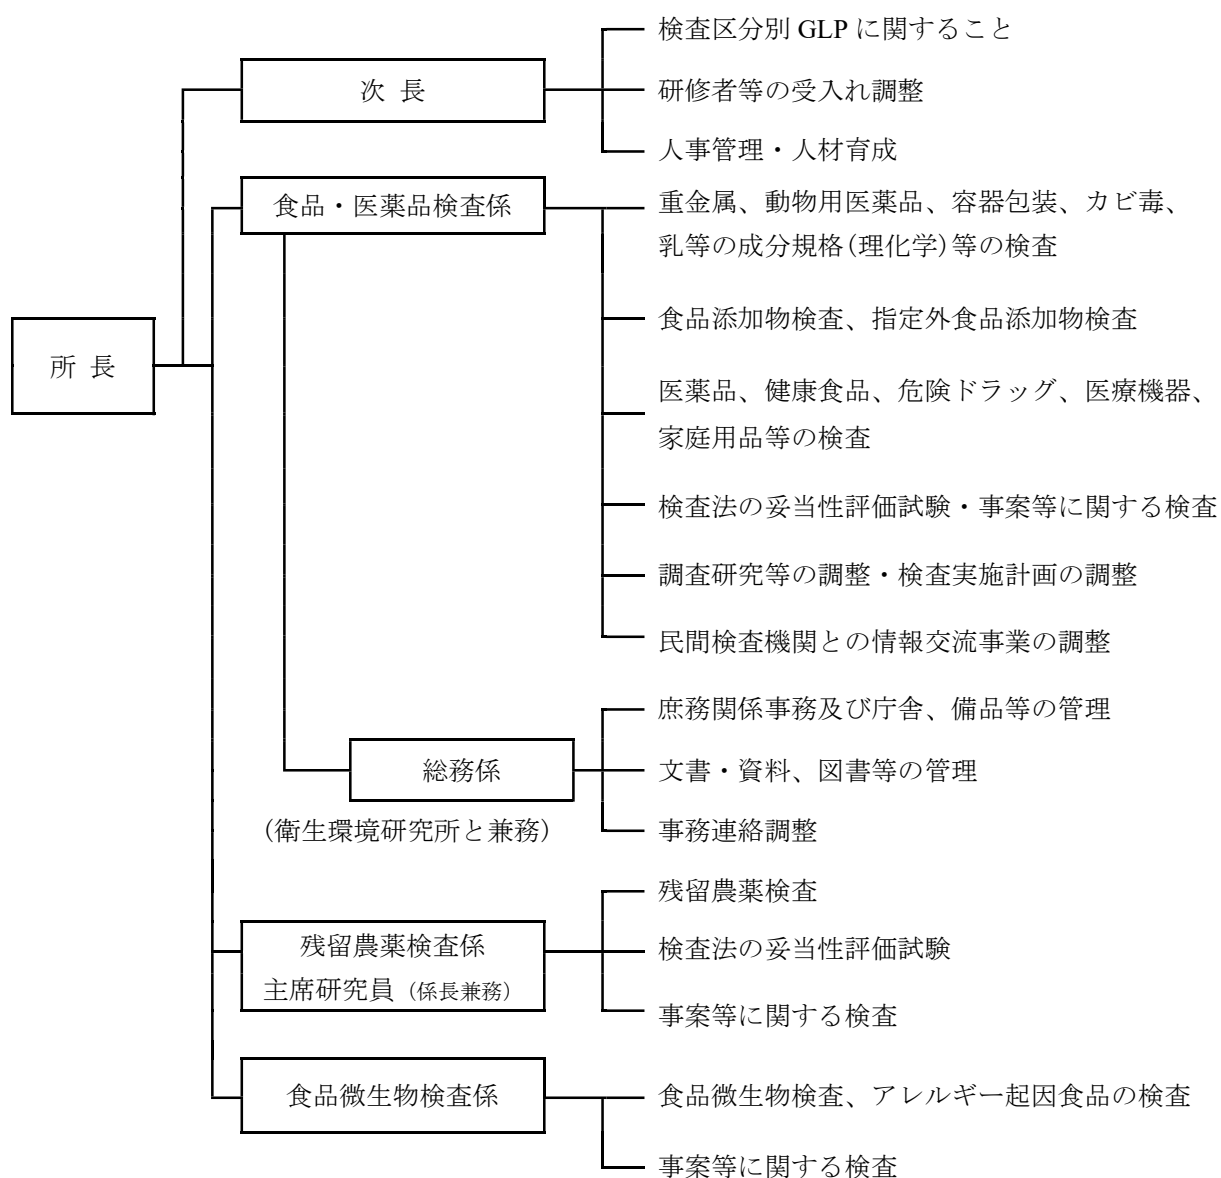 検査区分別 GLP に関すること
次 長
研修者等の受入れ調整
人事管理・人材育成
食品・医薬品検査係
重金属、動物用医薬品、容器包装、カビ毒、
乳等の成分規格(理化学)等の検査
食品添加物検査、指定外食品添加物検査
所 長
医薬品、健康食品、危険ドラッグ、医療機器、
家庭用品等の検査
検査法の妥当性評価試験・事案等に関する検査
調査研究等の調整・検査実施計画の調整
民間検査機関との情報交流事業の調整
庶務関係事務及び庁舎、備品等の管理
総務係
文書・資料、図書等の管理
(衛生環境研究所と兼務)
事務連絡調整
残留農薬検査
残留農薬検査係
主席研究員 (係長兼務)
検査法の妥当性評価試験
事案等に関する検査
食品微生物検査係
食品微生物検査、アレルギー起因食品の検査
事案等に関する検査